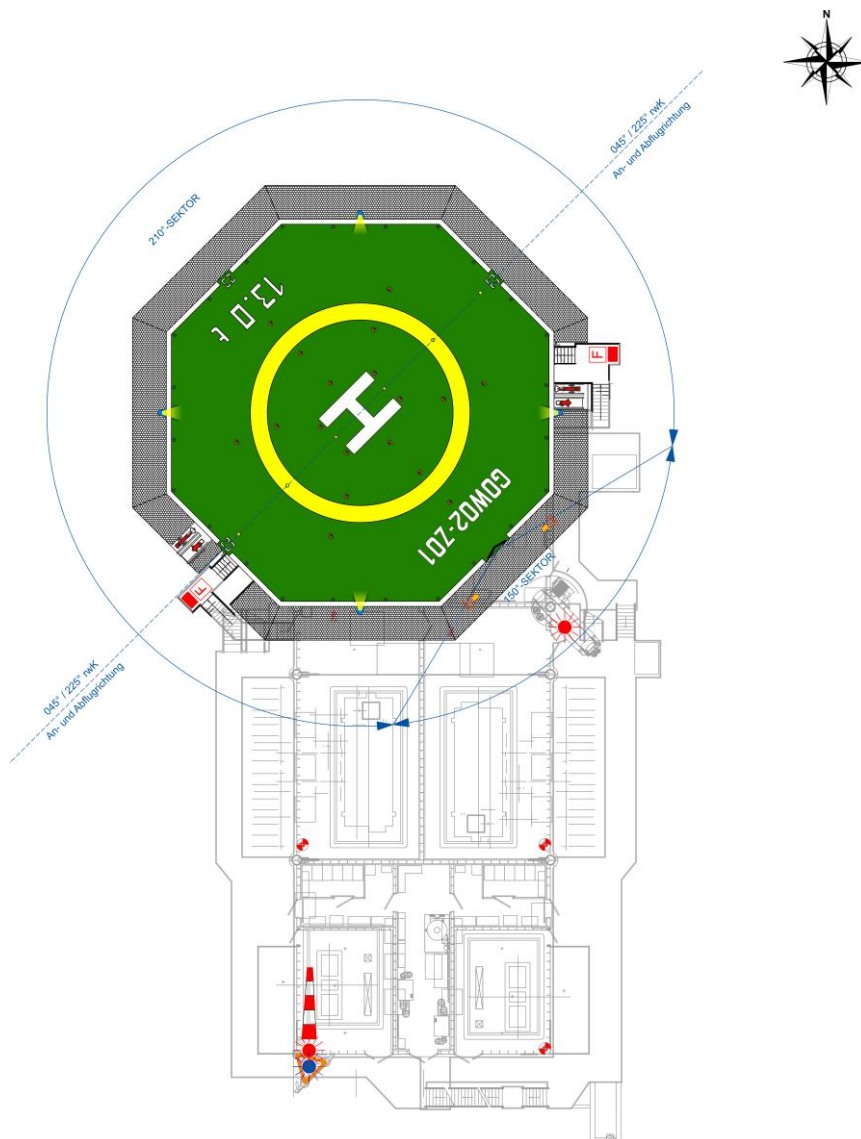 N
045° / 225° rwK
An- und Abflugrichtung
210°-SEKTOR
13.0 t
F
H
GOW02-Z01
150°-SEKTOR
F
045° / 225° rwK
An- und Abflugrichtung